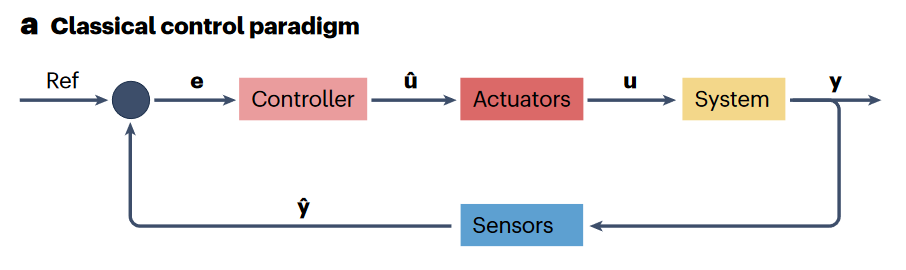 a Classical control paradigm
Ref e û u y
Controller Actuators System
ŷ
Sensors